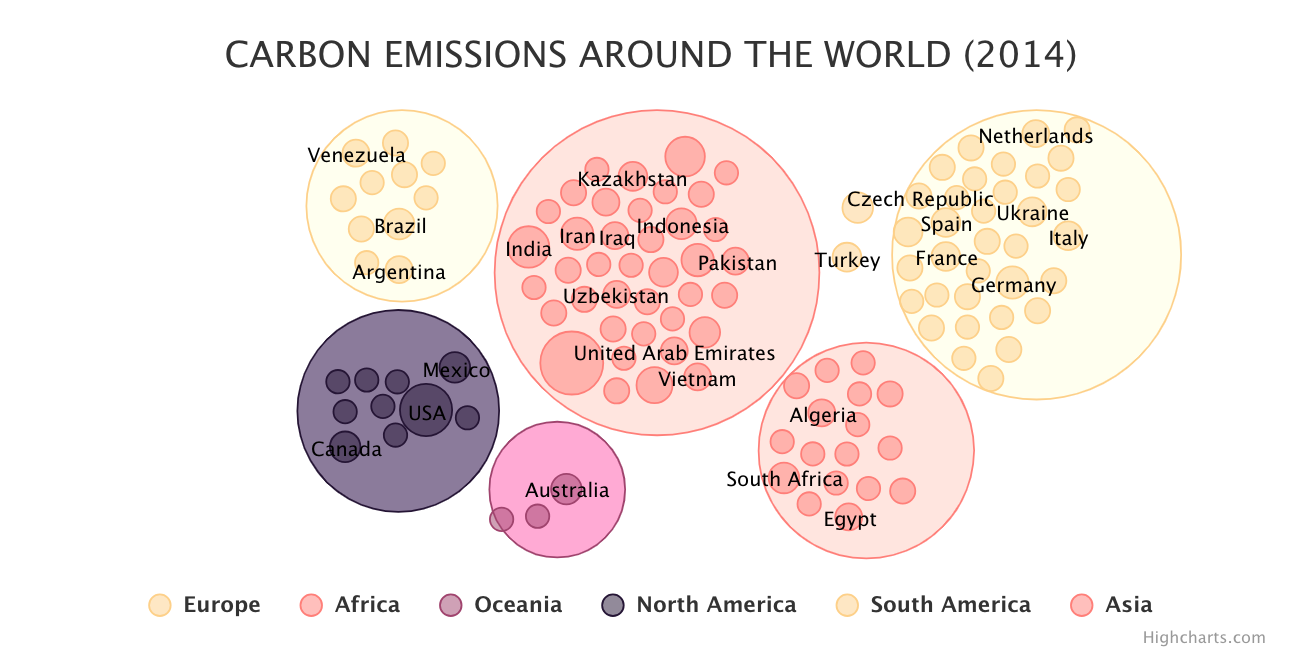 CARBON EMISSIONS AROUND THE WORLD (2014)
Netherlands
Venezuela
Kazakhstan
Czech Republic
Ukraine
Spain
Brazil
Indonesia
Iran
Iraq
Italy
India
France
Turkey
Pakistan
Argentina
Germany
Uzbekistan
United Arab Emirates
Mexico
Vietnam
USA
Algeria
Canada
South Africa
Australia
Egypt
Europe Africa Oceania North America South America Asia
Highcharts.com